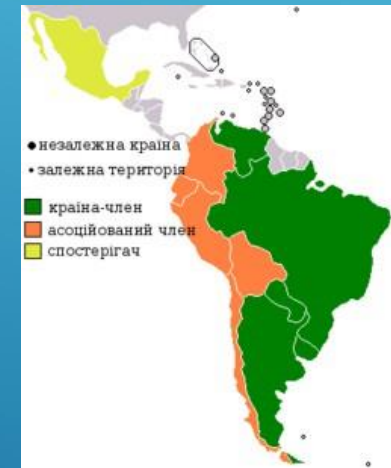 незалежна країна
залежна територія
країна-член
асоційований член
спостерігач